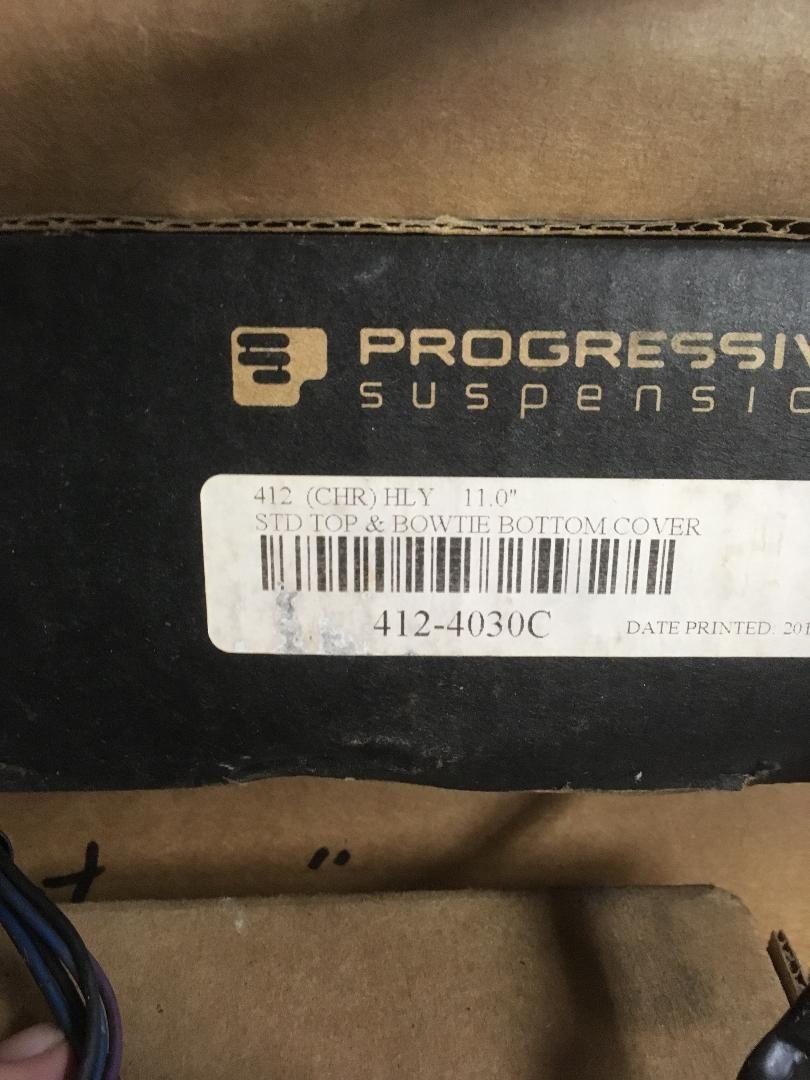 PROGRESSIV
suspensio
412 (CHR) HLY 11.0"
STD TOP & BOWTIE BOTTOM COVER
412-4030C
DATE PRINTED: 201
+ "